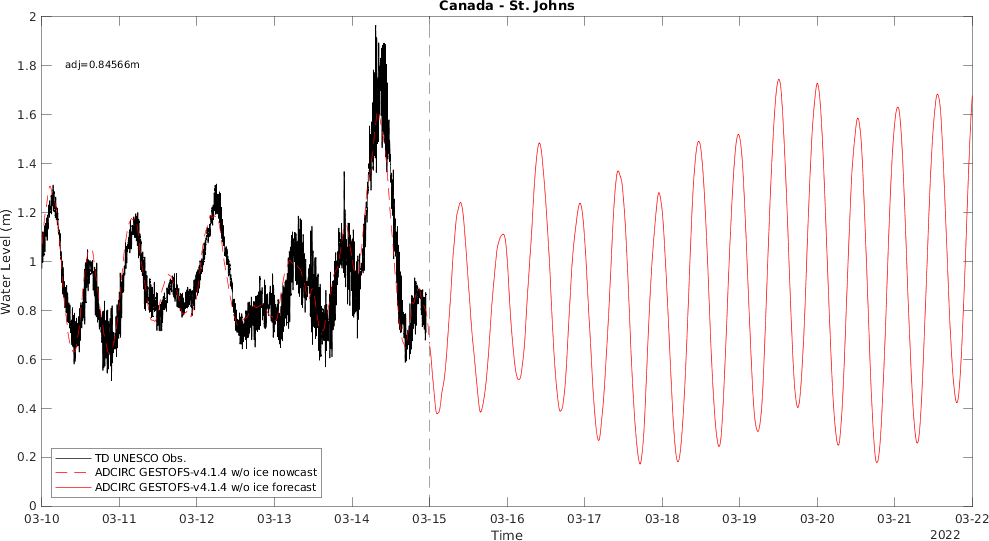 Canada - St. Johns
2
1.8
1.6
1.4
1.2
1
0.8
0.6
0.4
0.2
0
Water Level (m)
adj=0.84566m
TD UNESCO Obs.
ADCIRC GESTOFS-v4.1.4 w/o ice nowcast
ADCIRC GESTOFS-v4.1.4 w/o ice forecast
03-10 03-11 03-12 03-13 03-14 03-15 03-16 03-17 03-18 03-19 03-20 03-21 03-22
Time
2022